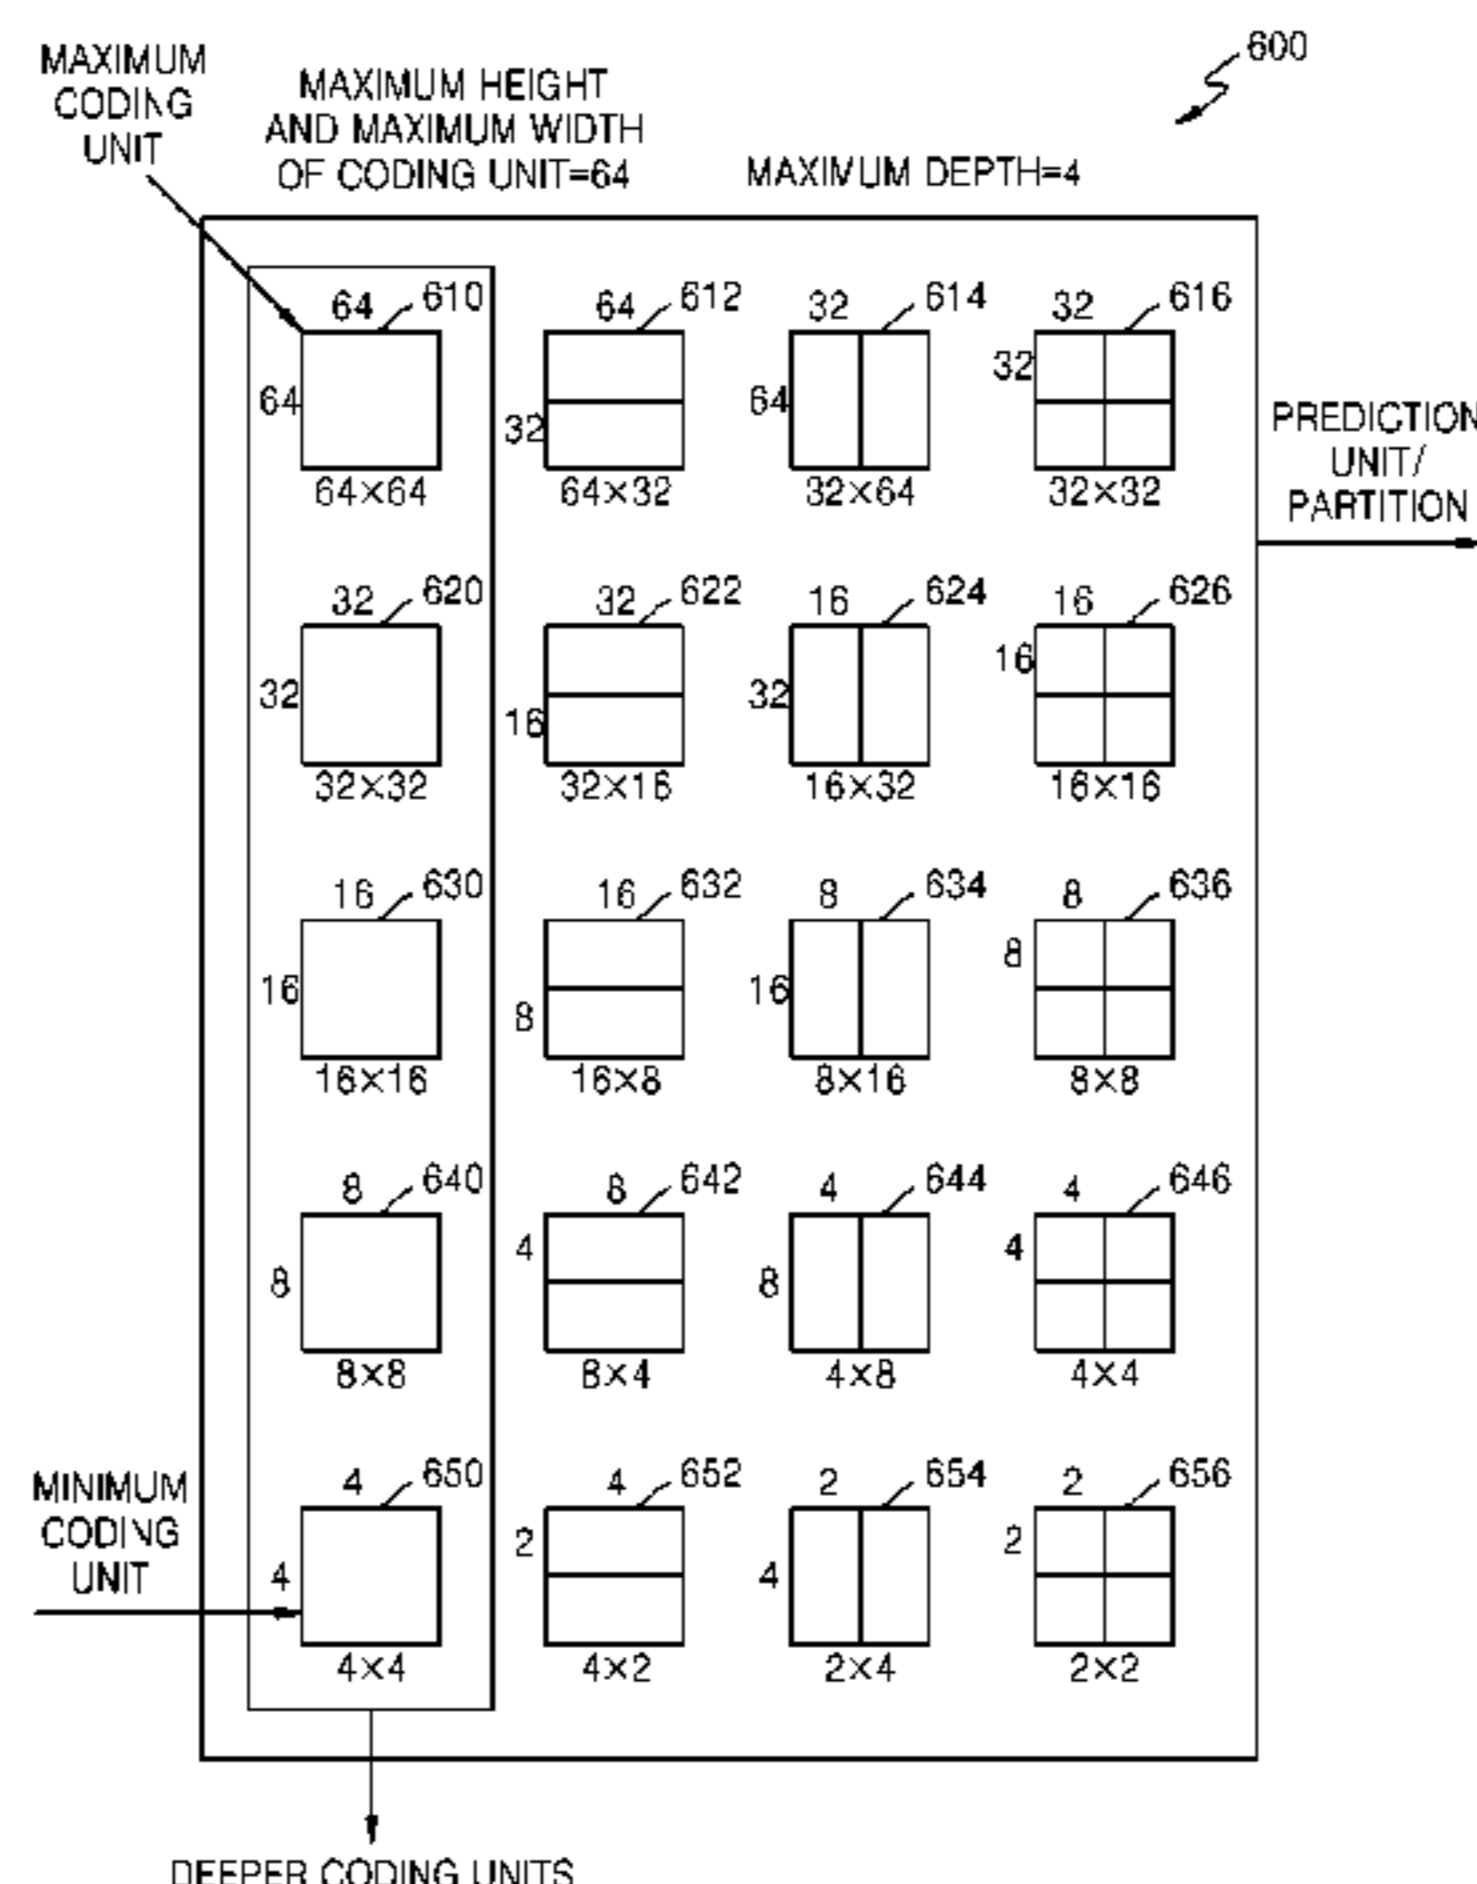 600
MAXIMUM
CODING
UNIT
MAXIMUM HEIGHT
AND MAXIMUM WIDTH
OF CODING UNIT=64
MAXIMUM DEPTH=4
64 610 64 612 32 614 32 616
64 32 64 32
64×64 64×32 32×64 32×32
PREDICTION
UNIT/
PARTITION
32 620 32 622 16 624 16 626
32 16 32 16
32×32 32×16 16×32 16×16
16 630 16 632 8 634 8 636
16 8 16 8
16×16 16×8 8×16 8×8
8 640 8 642 4 644 4 646
8 4 8 4
8×8 8×4 4×8 4×4
MINIMUM
CODING
UNIT
4 650 4 652 2 654 2 656
4 2 4 2
4×4 4×2 2×4 2×2
DEEPER CODING UNITS